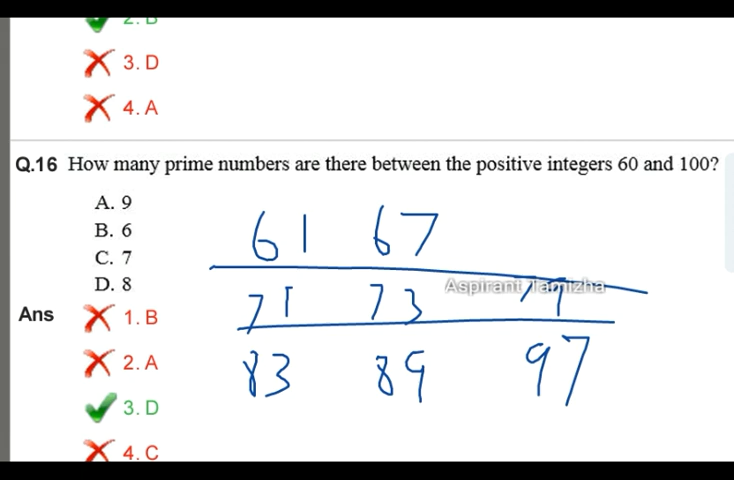 2. D
3. D
4. A
Q.16 How many prime numbers are there between the positive integers 60 and 100?
A. 9
B. 6
C. 7
D. 8
Ans
1. B
2. A
3. D
4. C
61 67
71 73 79
Aspirant Tamizha
83 89 97